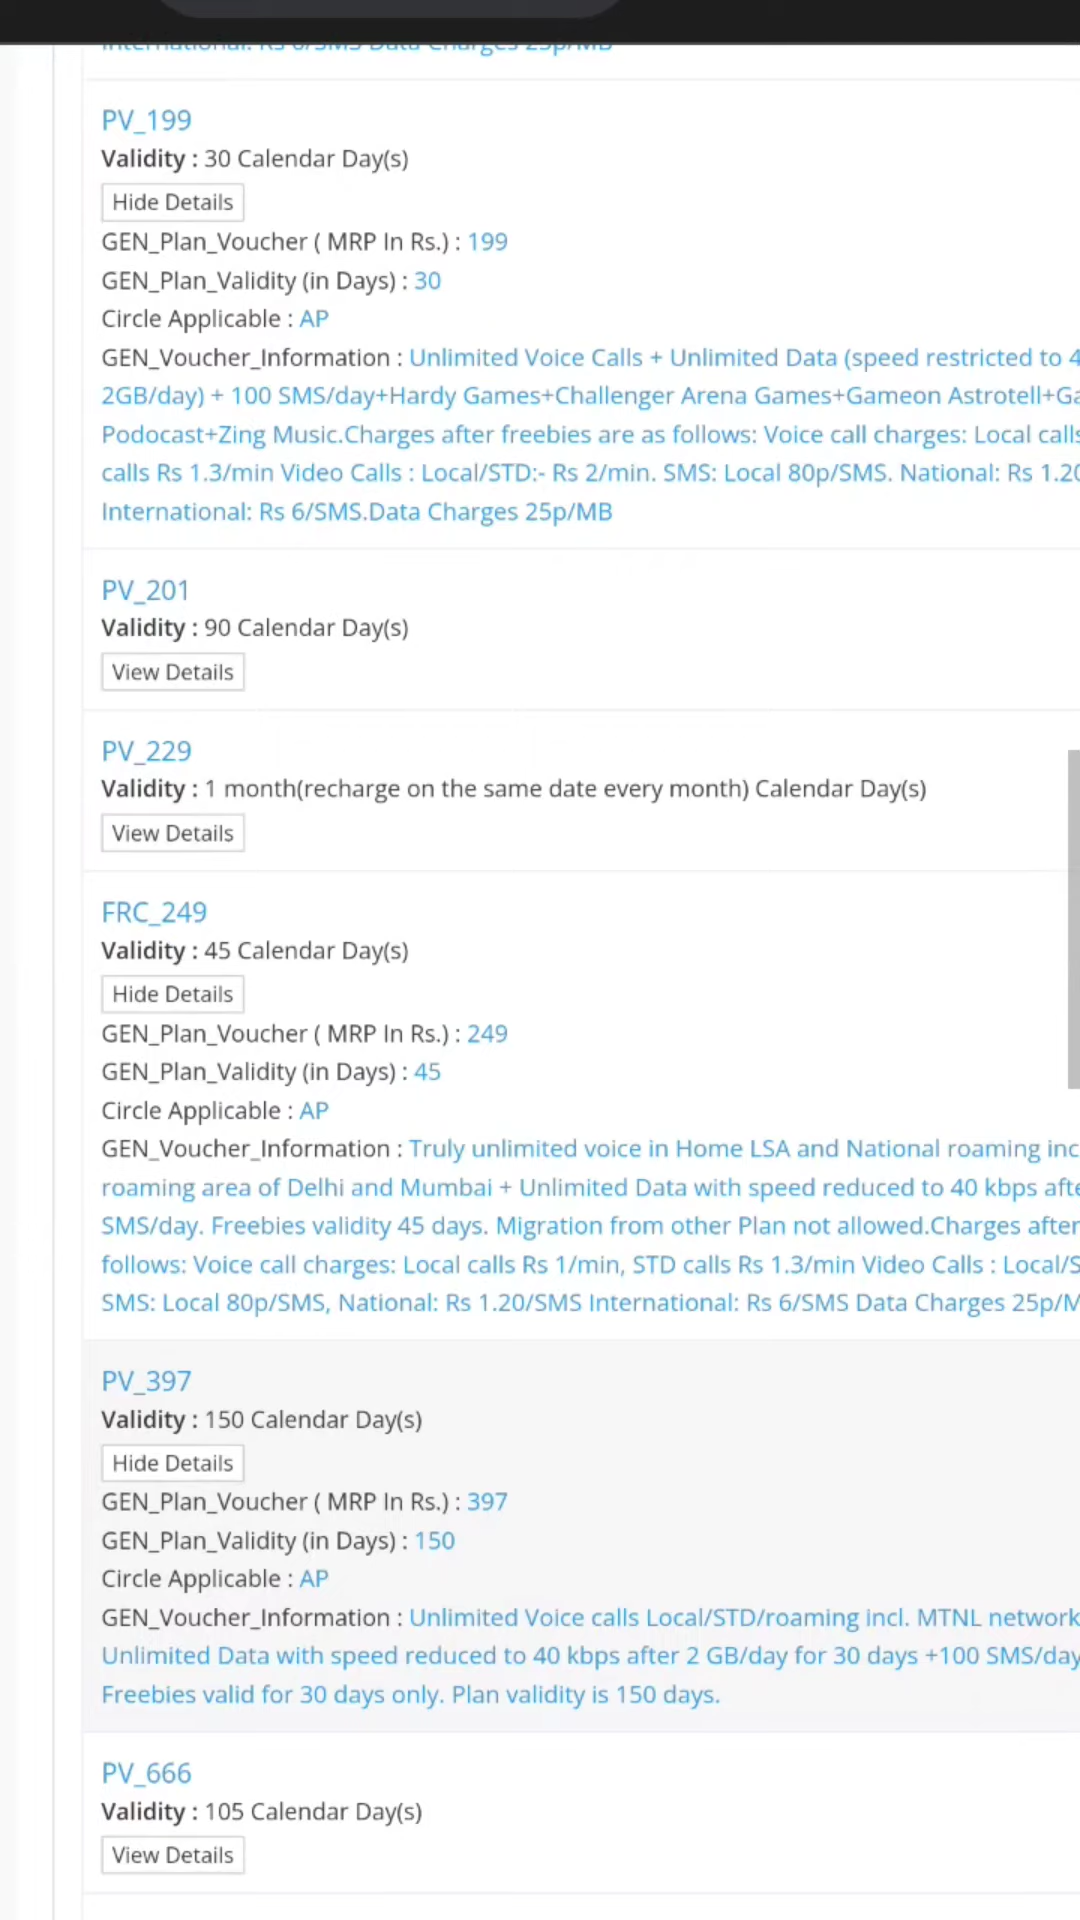 International: Rs 6/SMS Data Charges 25p/MB
PV_199
Validity : 30 Calendar Day(s)
Hide Details
GEN_Plan_Voucher ( MRP In Rs.) : 199
GEN_Plan_Validity (in Days) : 30
Circle Applicable : AP
GEN_Voucher_Information : Unlimited Voice Calls + Unlimited Data (speed restricted to 4
2GB/day) + 100 SMS/day+Hardy Games+Challenger Arena Games+Gameon Astrotell+Ga
Podocast+Zing Music.Charges after freebies are as follows: Voice call charges: Local calls
calls Rs 1.3/min Video Calls : Local/STD:- Rs 2/min. SMS: Local 80p/SMS. National: Rs 1.20
International: Rs 6/SMS.Data Charges 25p/MB
PV_201
Validity : 90 Calendar Day(s)
View Details
PV_229
Validity : 1 month(recharge on the same date every month) Calendar Day(s)
View Details
FRC_249
Validity : 45 Calendar Day(s)
Hide Details
GEN_Plan_Voucher ( MRP In Rs.) : 249
GEN_Plan_Validity (in Days) : 45
Circle Applicable : AP
GEN_Voucher_Information : Truly unlimited voice in Home LSA and National roaming inc
roaming area of Delhi and Mumbai + Unlimited Data with speed reduced to 40 kbps afte
SMS/day. Freebies validity 45 days. Migration from other Plan not allowed.Charges after
follows: Voice call charges: Local calls Rs 1/min, STD calls Rs 1.3/min Video Calls : Local/S
SMS: Local 80p/SMS, National: Rs 1.20/SMS International: Rs 6/SMS Data Charges 25p/M
PV_397
Validity : 150 Calendar Day(s)
Hide Details
GEN_Plan_Voucher ( MRP In Rs.) : 397
GEN_Plan_Validity (in Days) : 150
Circle Applicable : AP
GEN_Voucher_Information : Unlimited Voice calls Local/STD/roaming incl. MTNL network
Unlimited Data with speed reduced to 40 kbps after 2 GB/day for 30 days +100 SMS/day
Freebies valid for 30 days only. Plan validity is 150 days.
PV_666
Validity : 105 Calendar Day(s)
View Details